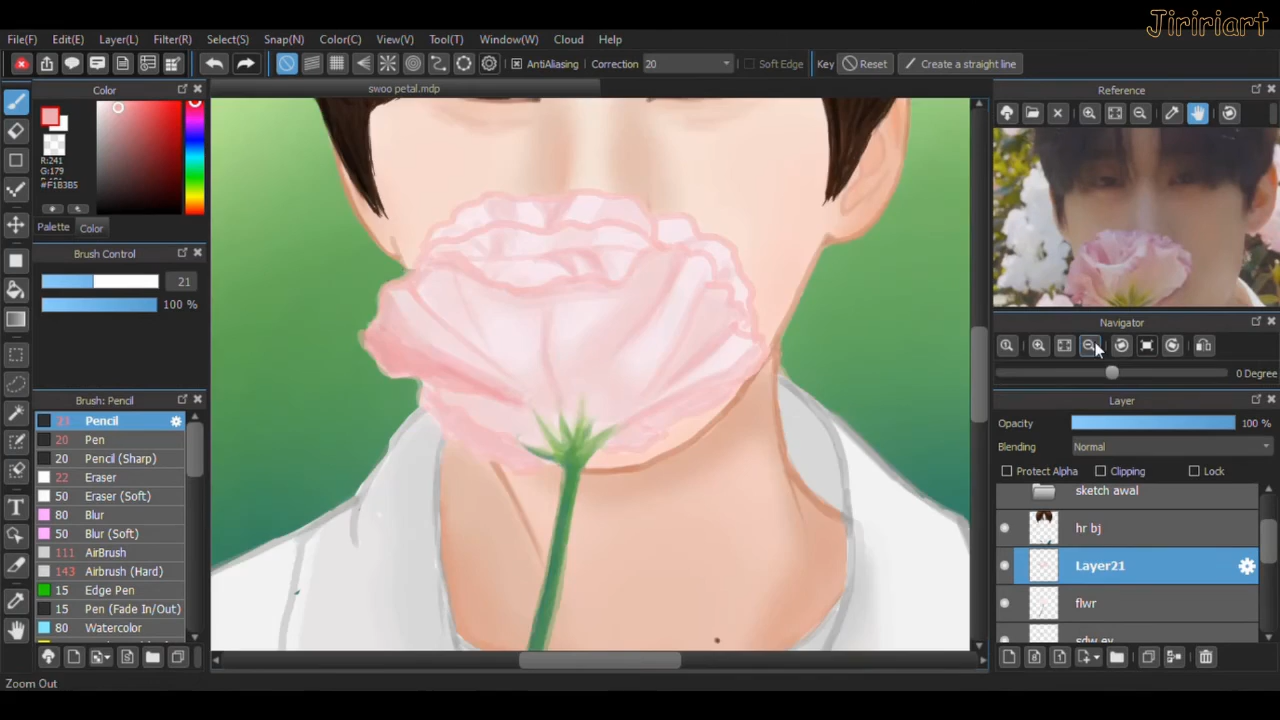 Jiririart
File(F) Edit(E) Layer(L) Filter(R) Select(S) Snap(N) Color(C) View(V) Tool(T) Window(W) Cloud Help
AntiAliasing Correction 20 Soft Edge Key Reset Create a straight line
Color
swoo petal.mdp
Reference
R:241
G:179
#F1B3B5
Palette Color
Brush Control
21
100 %
Navigator
0 Degree
Brush: Pencil
Layer
21 Pencil
20 Pen
20 Pencil (Sharp)
22 Eraser
50 Eraser (Soft)
80 Blur
50 Blur (Soft)
111 AirBrush
143 Airbrush (Hard)
15 Edge Pen
15 Pen (Fade In/Out)
80 Watercolor
Opacity 100 %
Blending Normal
Protect Alpha Clipping Lock
sketch awal
hr bj
Layer21
flwr
sdw ey
Zoom Out